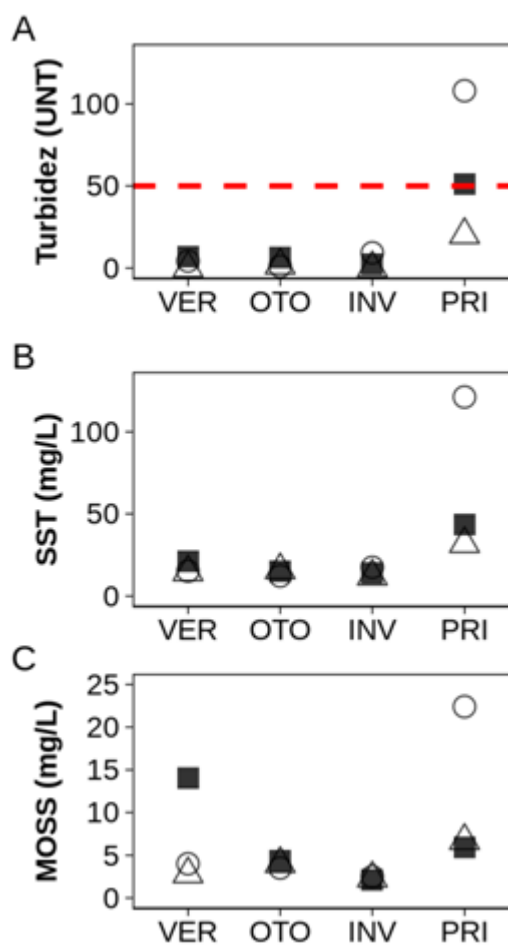 A
Turbidez (UNT)
100
50
0
VER OTO INV PRI
B
SST (mg/L)
100
50
0
VER OTO INV PRI
C
MOSS (mg/L)
25
20
15
10
5
0
VER OTO INV PRI